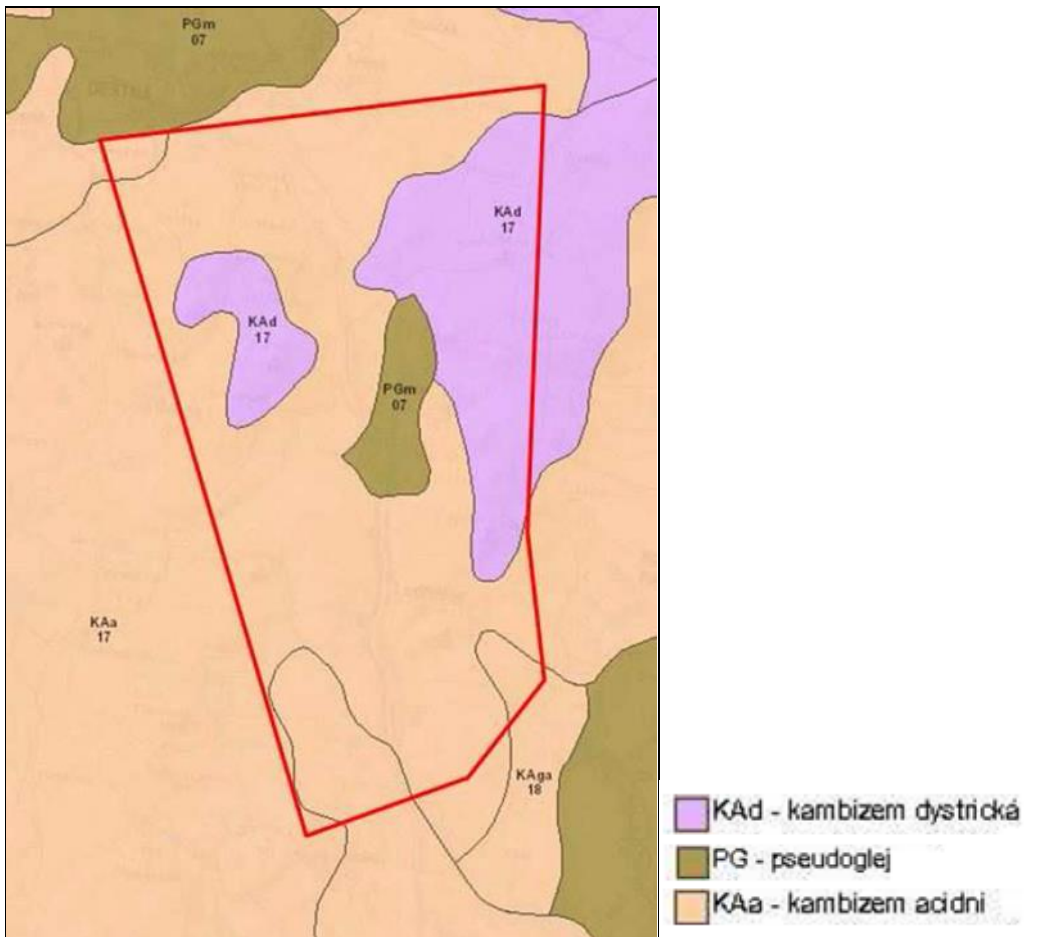 PGm
07
KAd
17
KAd
17
PGm
07
KAa
17
KAga
18
KAd - kambizem dystrická
PG - pseudoglej
KAa - kambizem acidni